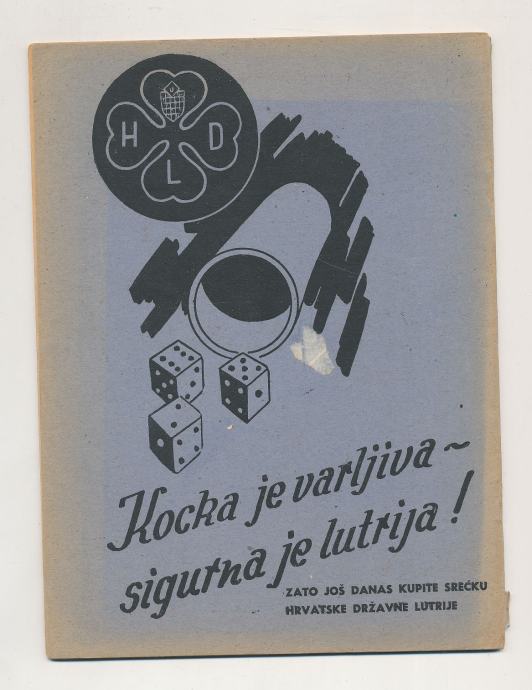 U
H D
L
Kocka je varljiva ~
sigurna je lutrija!
ZATO JOŠ DANAS KUPITE SREĆKU
HRVATSKE DRŽAVNE LUTRIJE